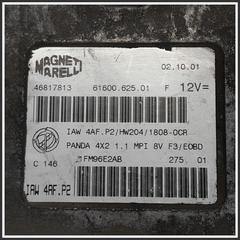 MAGNETI
MARELLI
02.10.01
46817813 61600.625.01 F 12V=
IAW 4AF.P2/HW204/1808-0CR
PANDA 4X2 1.1 MPI 8V F3/EOBD
C 146 1FM96E2AB 275 01
IAW 4AF.P2